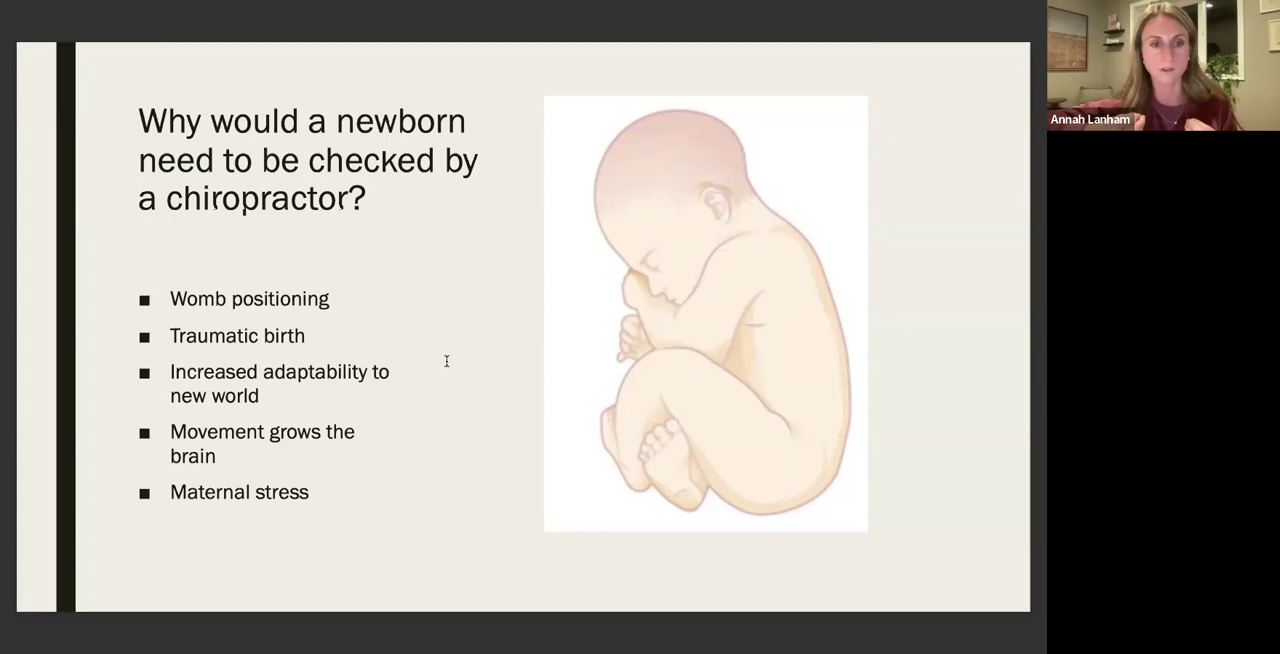 Why would a newborn
need to be checked by
a chiropractor?
■ Womb positioning
■ Traumatic birth
■ Increased adaptability to
new world
■ Movement grows the
brain
■ Maternal stress
Annah Lanham